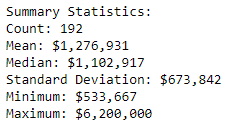 Summary Statistics:
Count: 192
Mean: $1,276,931
Median: $1,102,917
Standard Deviation: $673,842
Minimum: $533,667
Maximum: $6,200,000